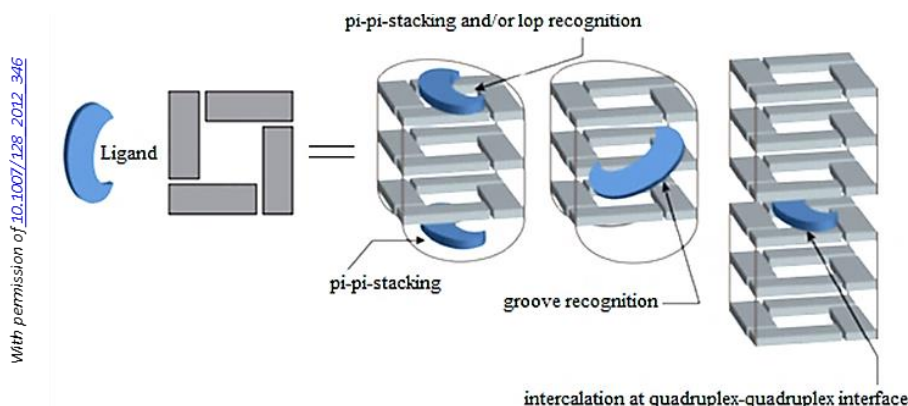 pi-pi-stacking and/or lop recognition
With permission of 10.1007/128_2012_346
Ligand
pi-pi-stacking
groove recognition
intercalation at quadruplex-quadruplex interface